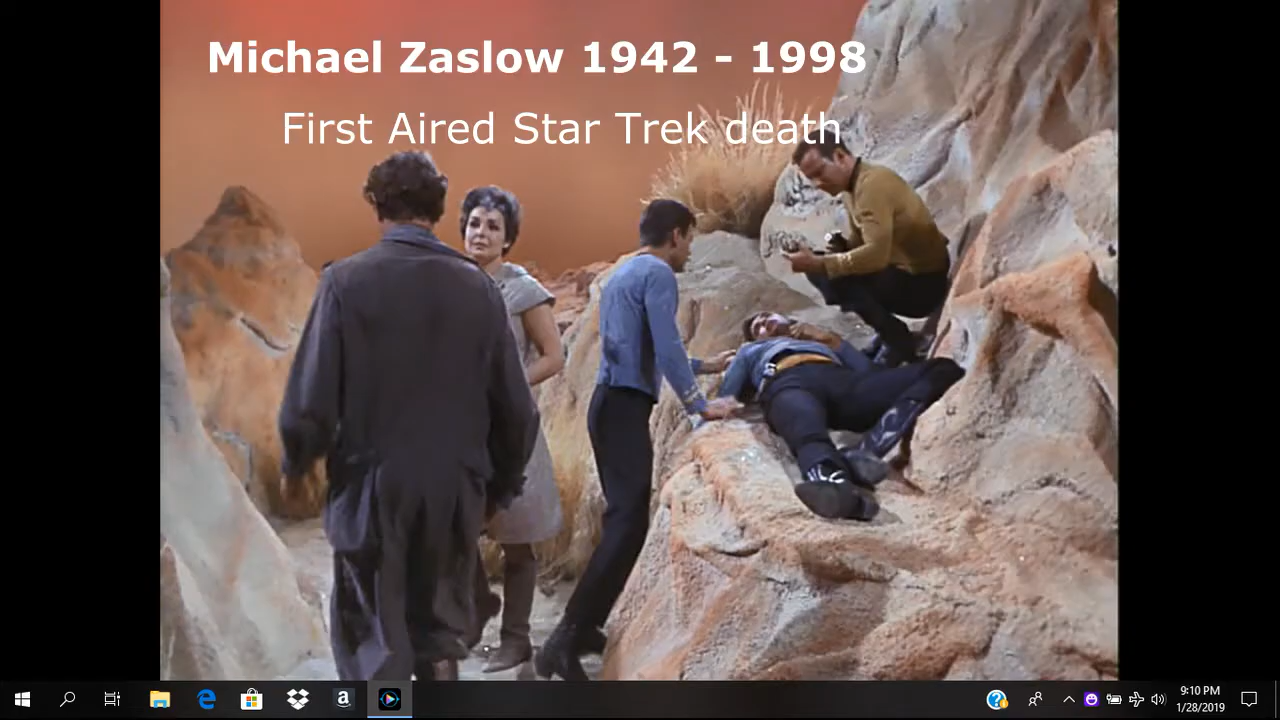 Michael Zaslow 1942 - 1998
First Aired Star Trek death
9:10 PM
1/28/2019